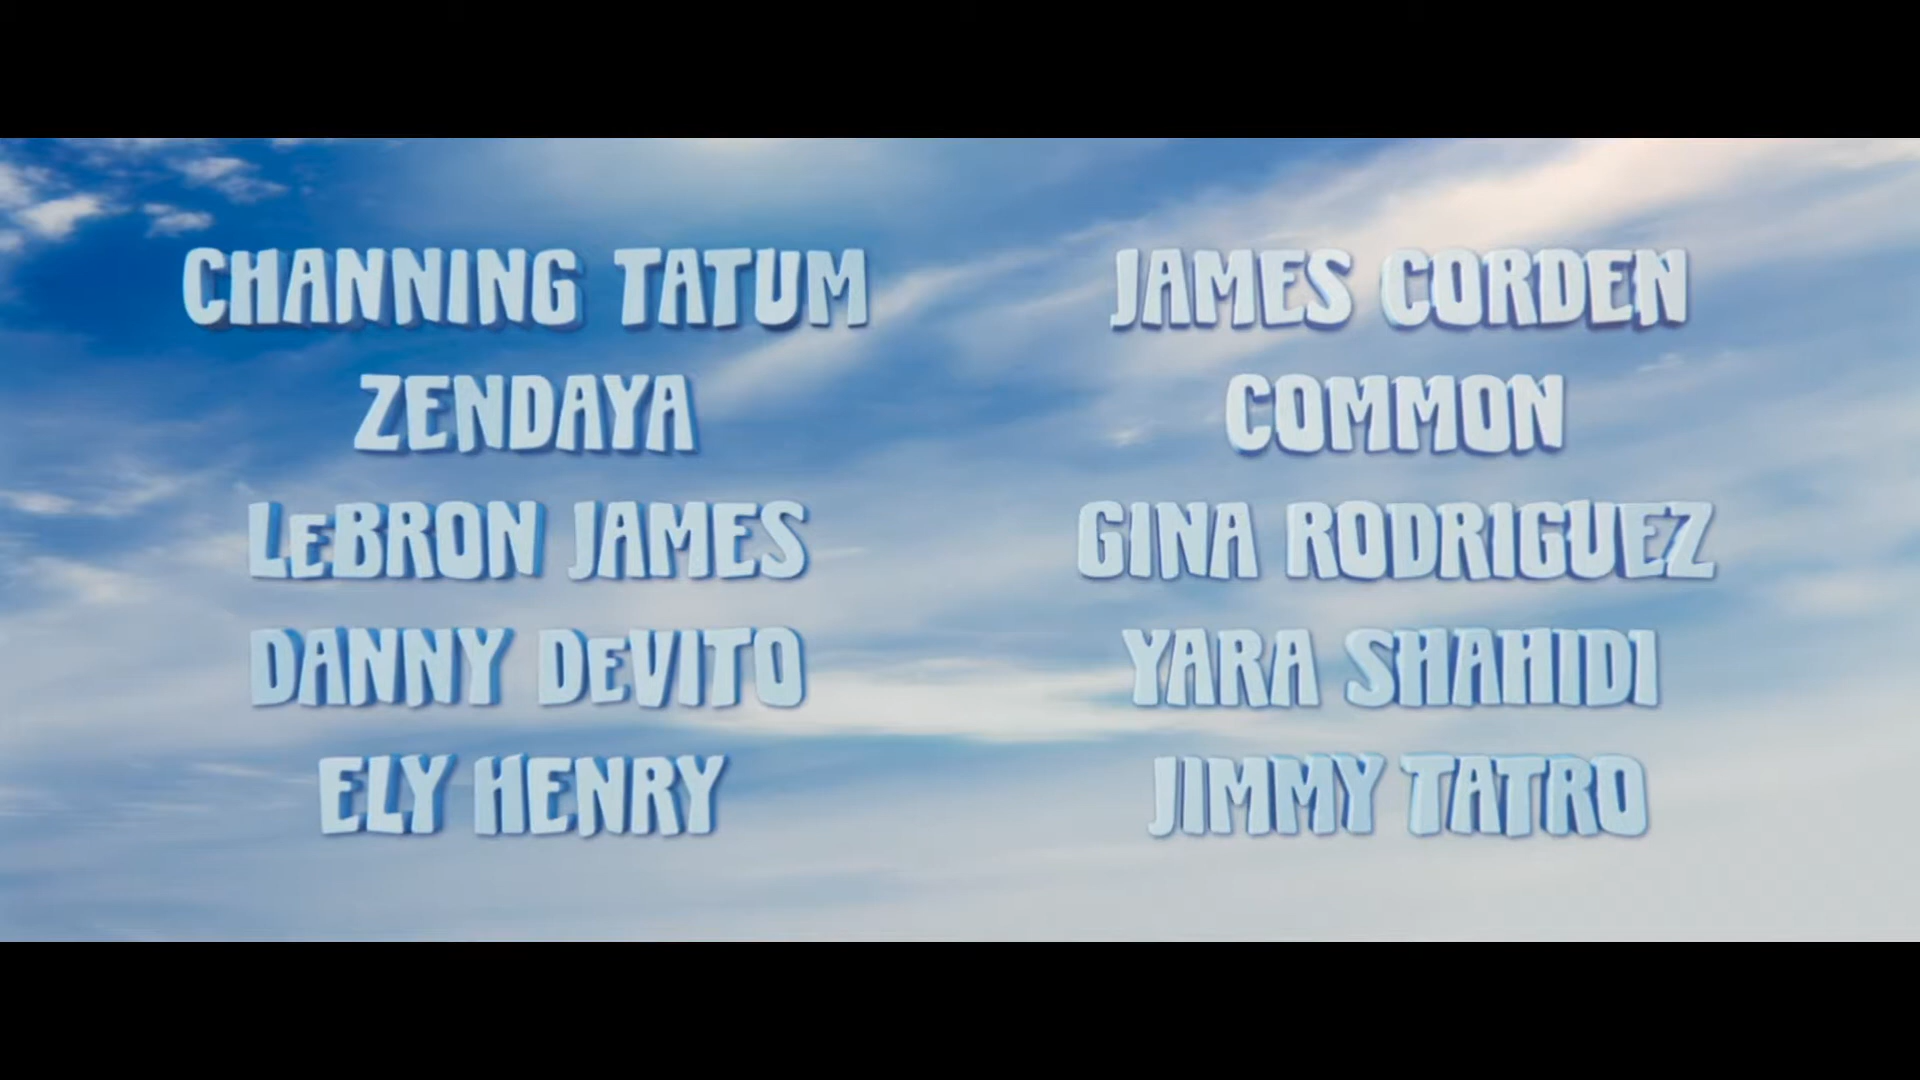 CHANNING TATUM
JAMES CORDEN
ZENDAYA
COMMON
LeBRON JAMES
GINA RODRIGUEZ
DANNY DeVITO
YARA SHAHIDI
ELY HENRY
JIMMY TATRO